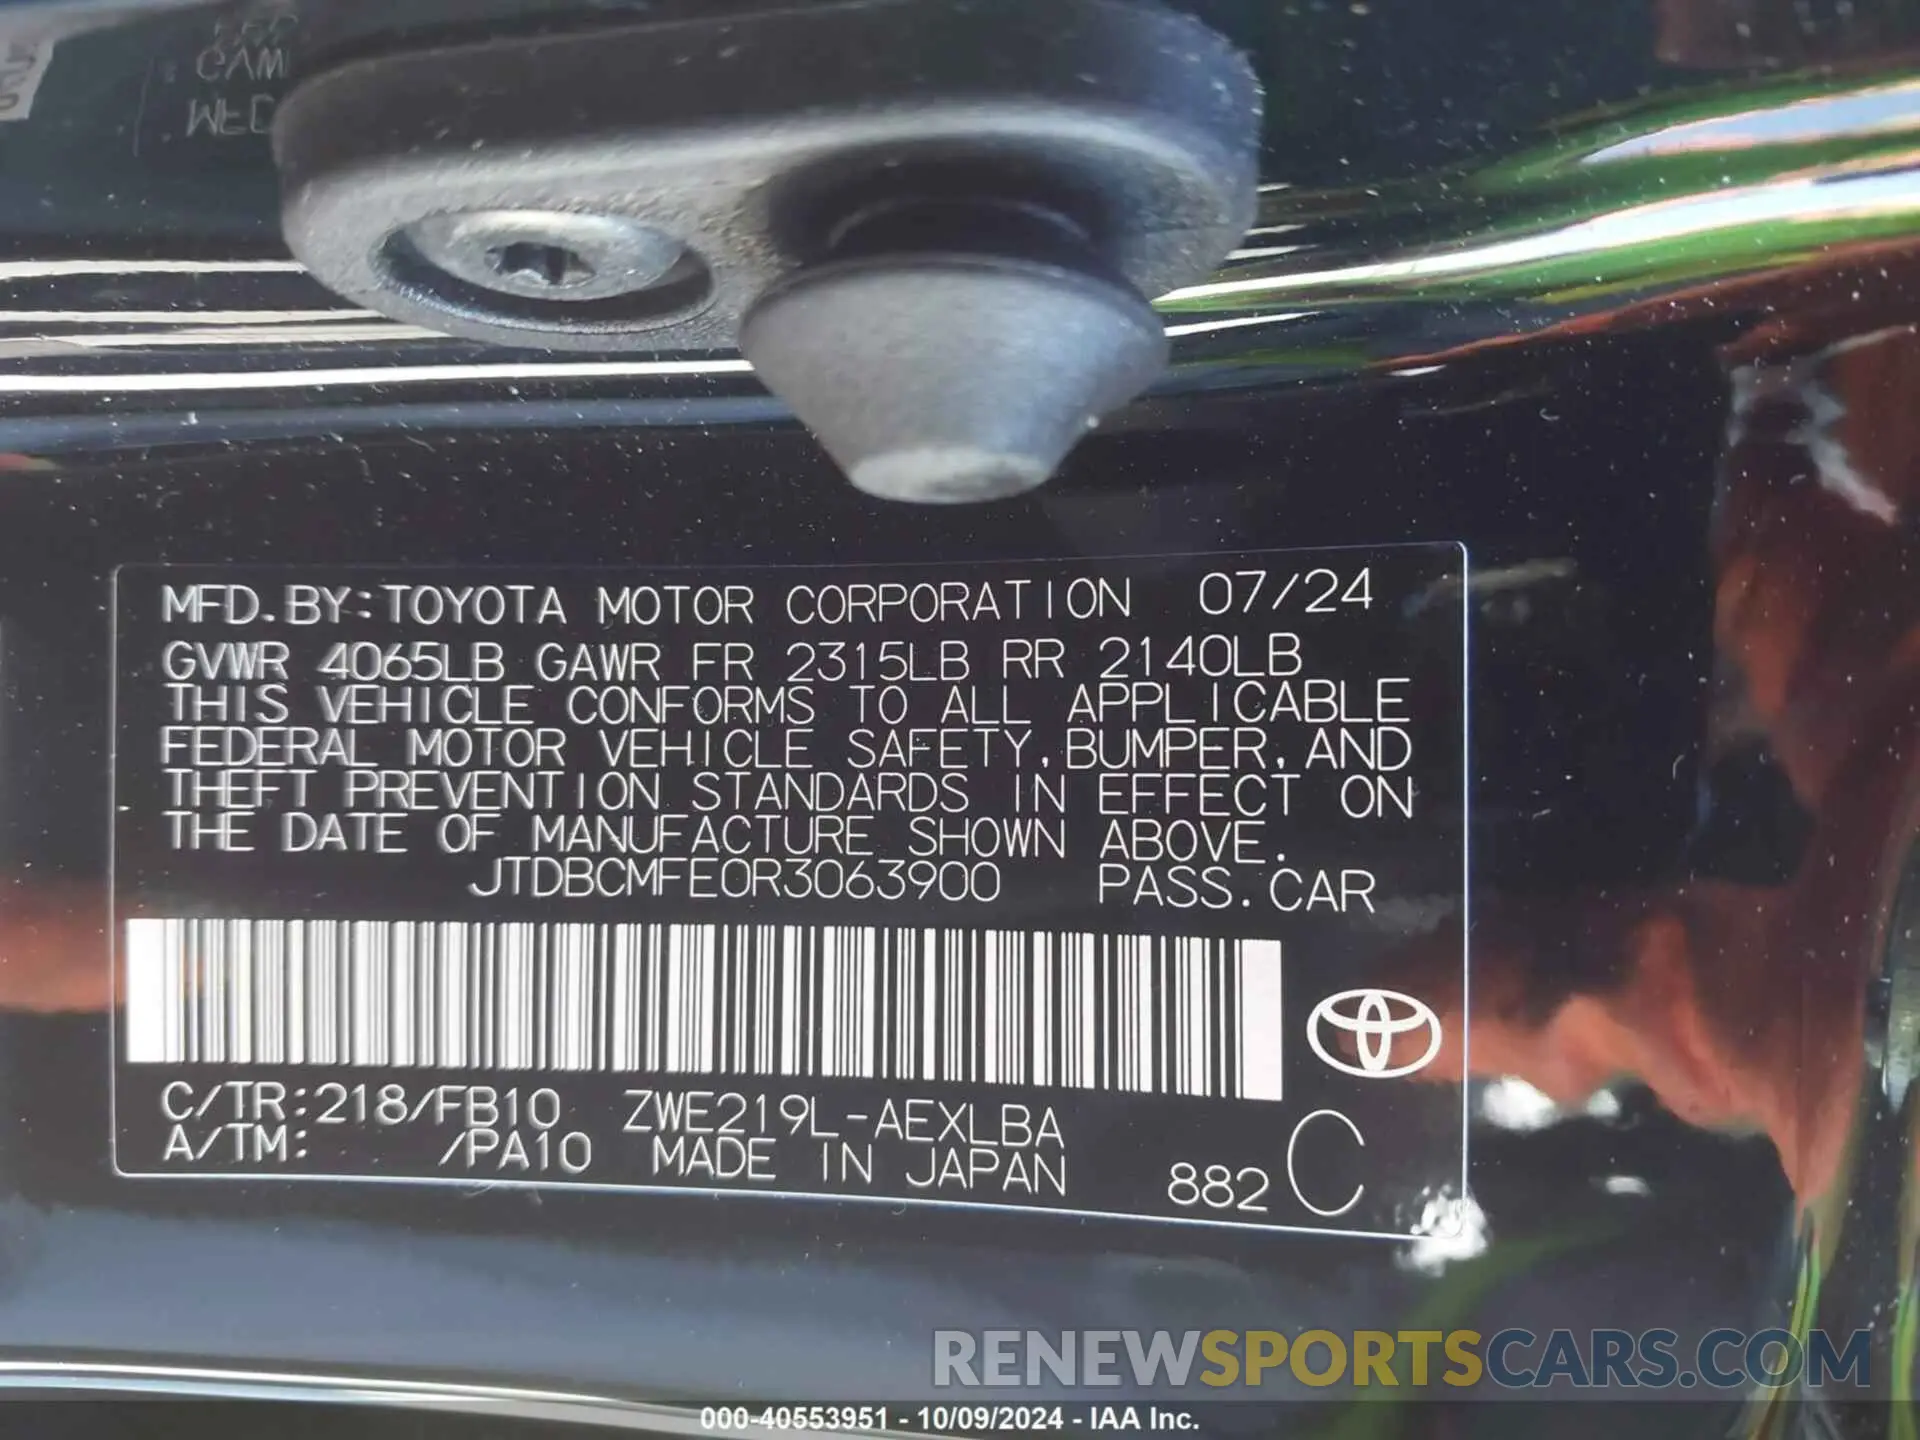 MFD.BY:TOYOTA MOTOR CORPORATION 07/24
GVWR 4065LB GAWR FR 2315LB RR 2140LB
THIS VEHICLE CONFORMS TO ALL APPLICABLE
FEDERAL MOTOR VEHICLE SAFETY,BUMPER,AND
THEFT PREVENTION STANDARDS IN EFFECT ON
THE DATE OF MANUFACTURE SHOWN ABOVE.
JTDBCMFE0R3063900 PASS.CAR
C/TR:218/FB10 ZWE219L-AEXLBA
A/TM: /PA10 MADE IN JAPAN 882 C
RENEWSPORTSCARS.COM
000-40553951 - 10/09/2024 - IAA Inc.